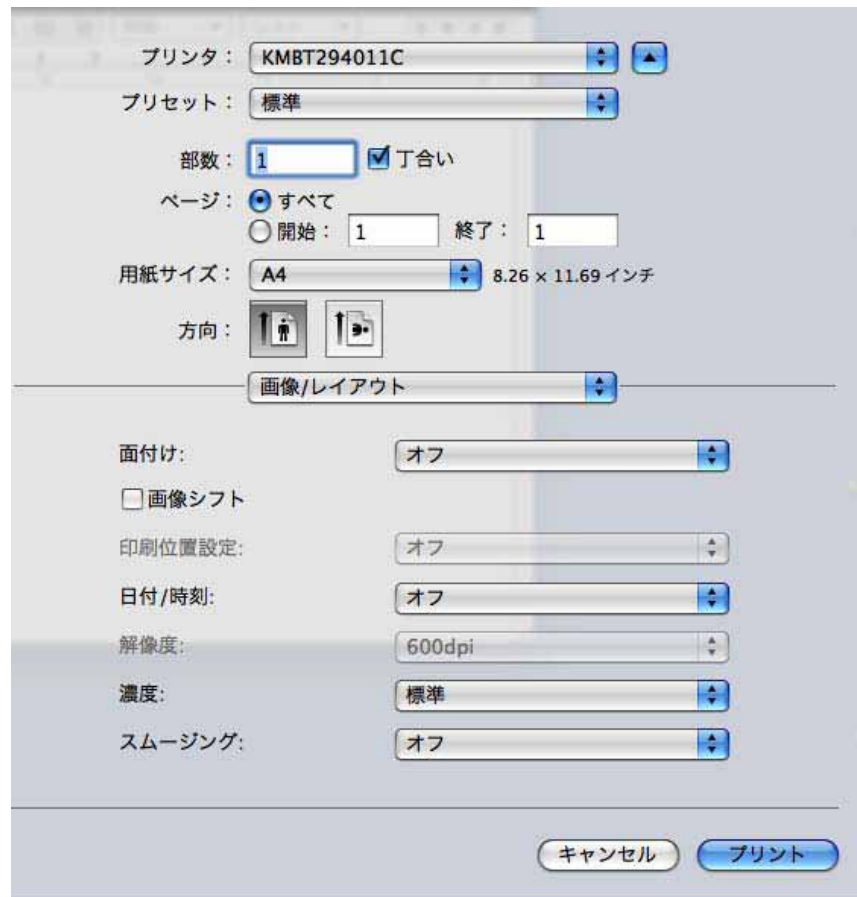 プリンタ： KMBT294011C
プリセット： 標準
部数： 1 丁合い
ページ： すべて
開始： 1 終了： 1
用紙サイズ： A4 8.26 × 11.69 インチ
方向：
画像/レイアウト
面付け: オフ
画像シフト
印刷位置設定: オフ
日付/時刻: オフ
解像度: 600dpi
濃度: 標準
スムージング: オフ
キャンセル プリント